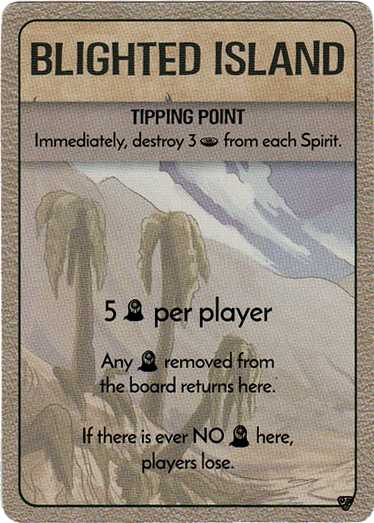 BLIGHTED ISLAND
TIPPING POINT
Immediately, destroy 3 from each Spirit.
5 per player
Any removed from
the board returns here.
If there is ever NO here,
players lose.